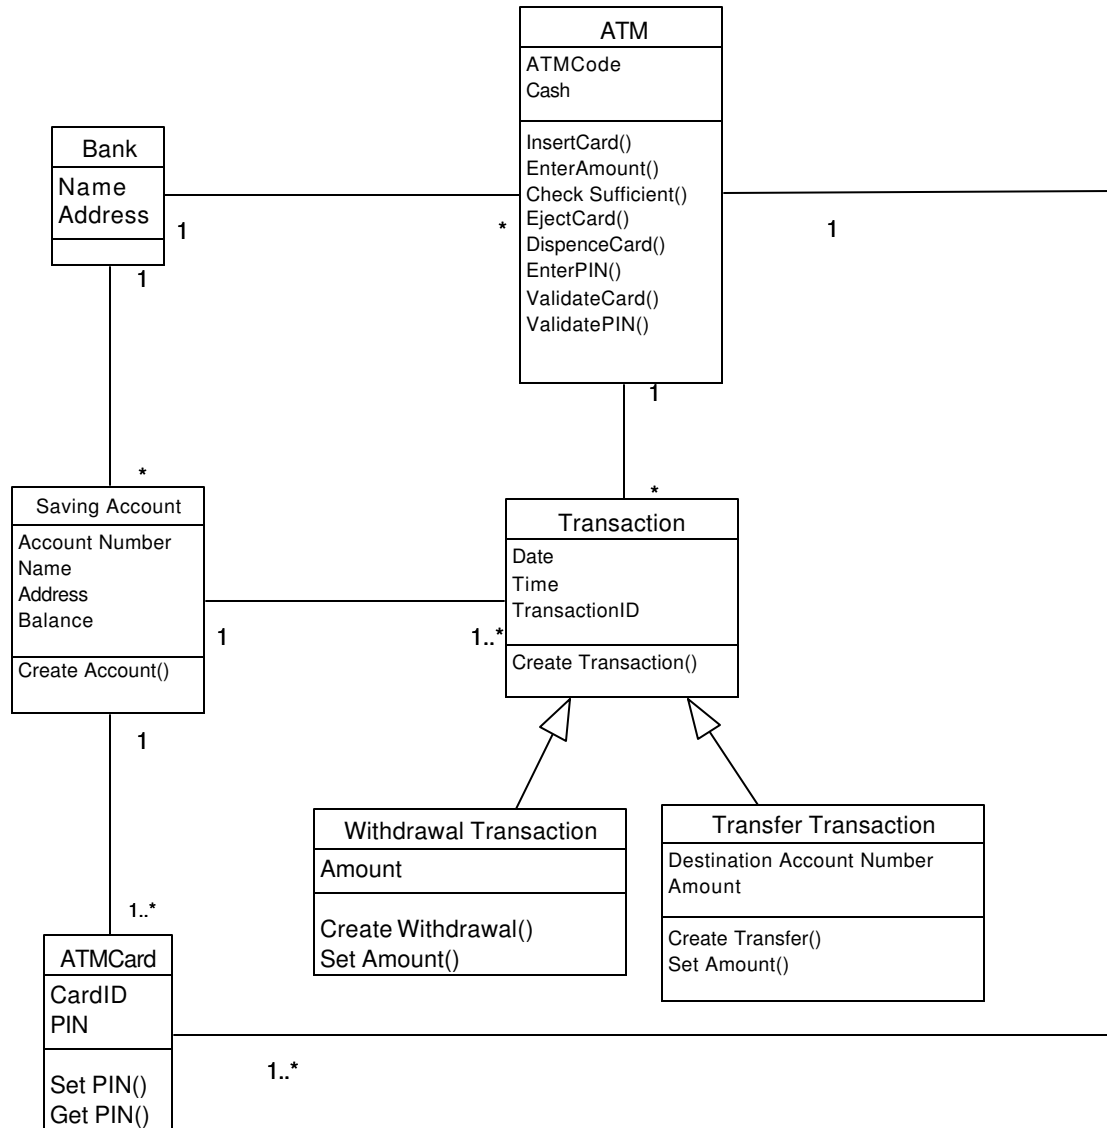 ATM
ATMCode
Cash
InsertCard()
EnterAmount()
Check Sufficient()
EjectCard()
DispenceCard()
EnterPIN()
ValidateCard()
ValidatePIN()
Bank
Name
Address
1
*
1
1
1
*
*
Saving Account
Account Number
Name
Address
Balance
Create Account()
Transaction
Date
Time
TransactionID
Create Transaction()
1
1..*
1
1..*
Withdrawal Transaction
Amount
Create Withdrawal()
Set Amount()
Transfer Transaction
Destination Account Number
Amount
Create Transfer()
Set Amount()
ATMCard
CardID
PIN
Set PIN()
Get PIN()
1..*